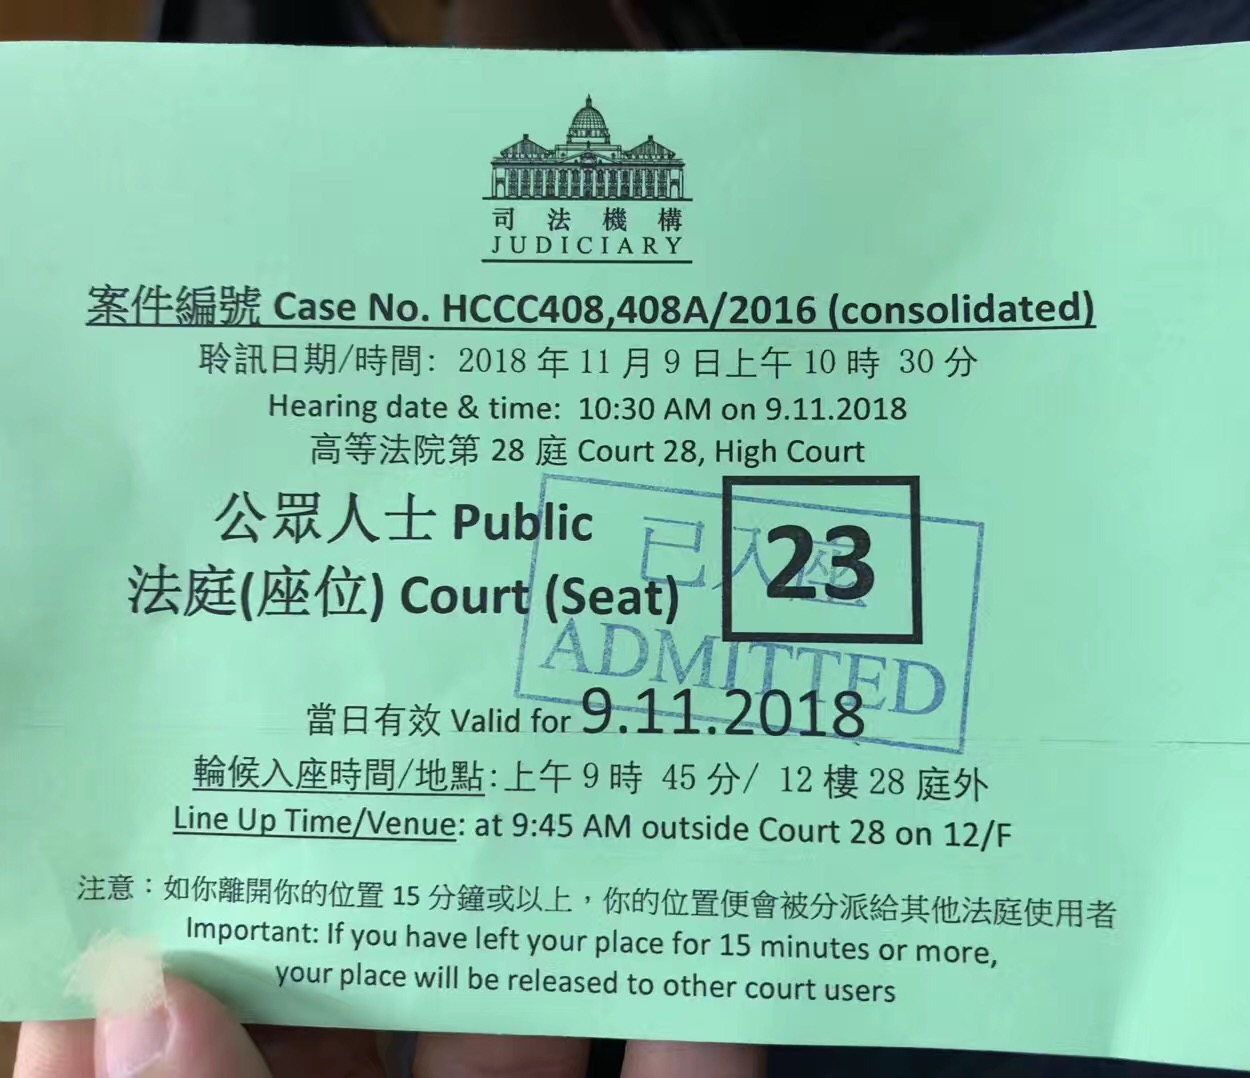 司法機構
JUDICIARY
案件編號 Case No. HCCC408,408A/2016 (consolidated)
聆訊日期/時間: 2018 年 11 月 9 日上午 10 時 30 分
Hearing date & time: 10:30 AM on 9.11.2018
高等法院第 28 庭 Court 28, High Court
公眾人士 Public
法庭(座位) Court (Seat)
23
已入座
ADMITTED
當日有效 Valid for 9.11.2018
輪候入座時間/地點:上午 9 時 45 分/ 12 樓 28 庭外
Line Up Time/Venue: at 9:45 AM outside Court 28 on 12/F
注意：如你離開你的位置 15 分鐘或以上，你的位置便會被分派給其他法庭使用者
Important: If you have left your place for 15 minutes or more,
your place will be released to other court users